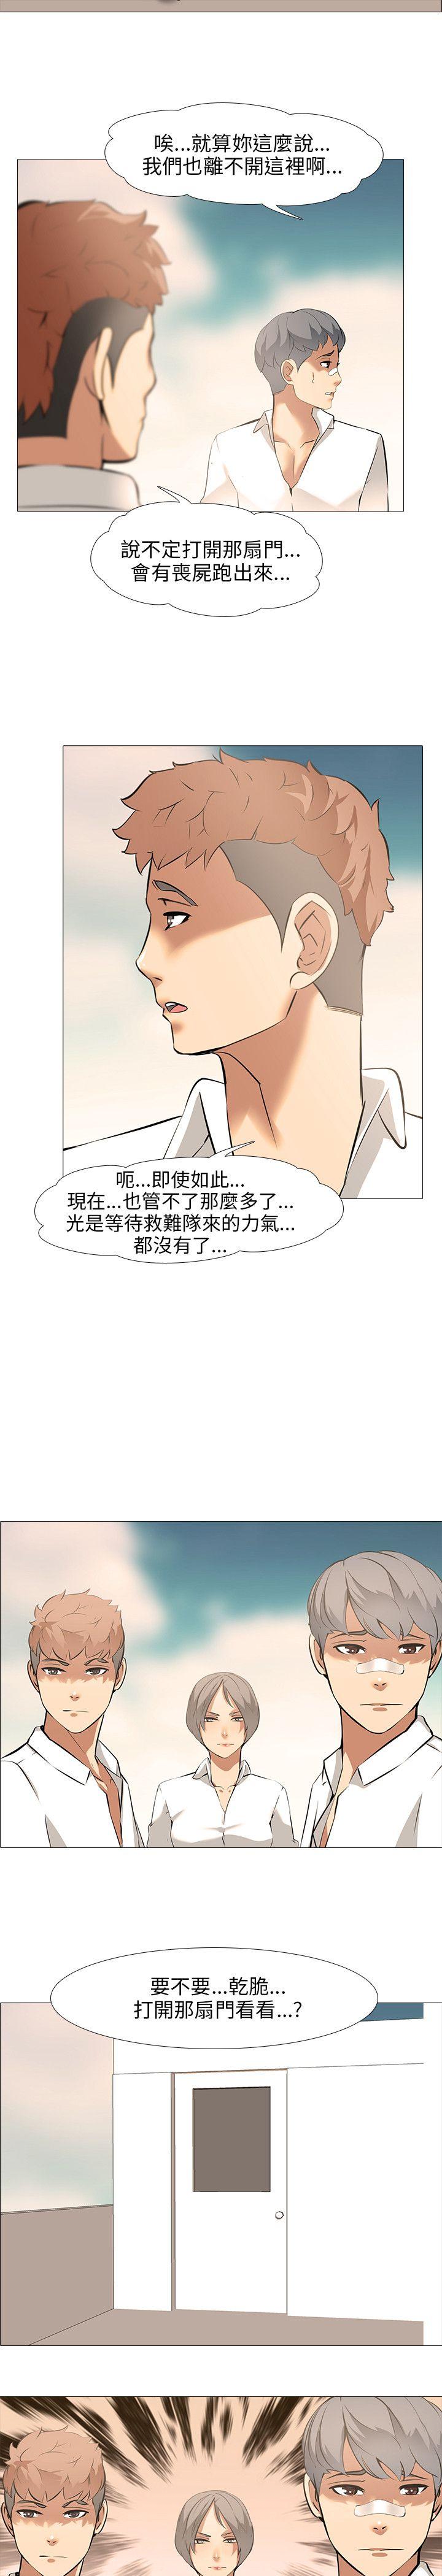 唉...就算妳這麼說...
我們也離不開這裡啊...
說不定打開那扇門...
會有喪屍跑出來...
呃...即使如此...
現在...也管不了那麼多了...
光是等待救難隊來的力氣...
都沒有了...
要不要...乾脆...
打開那扇門看看...?